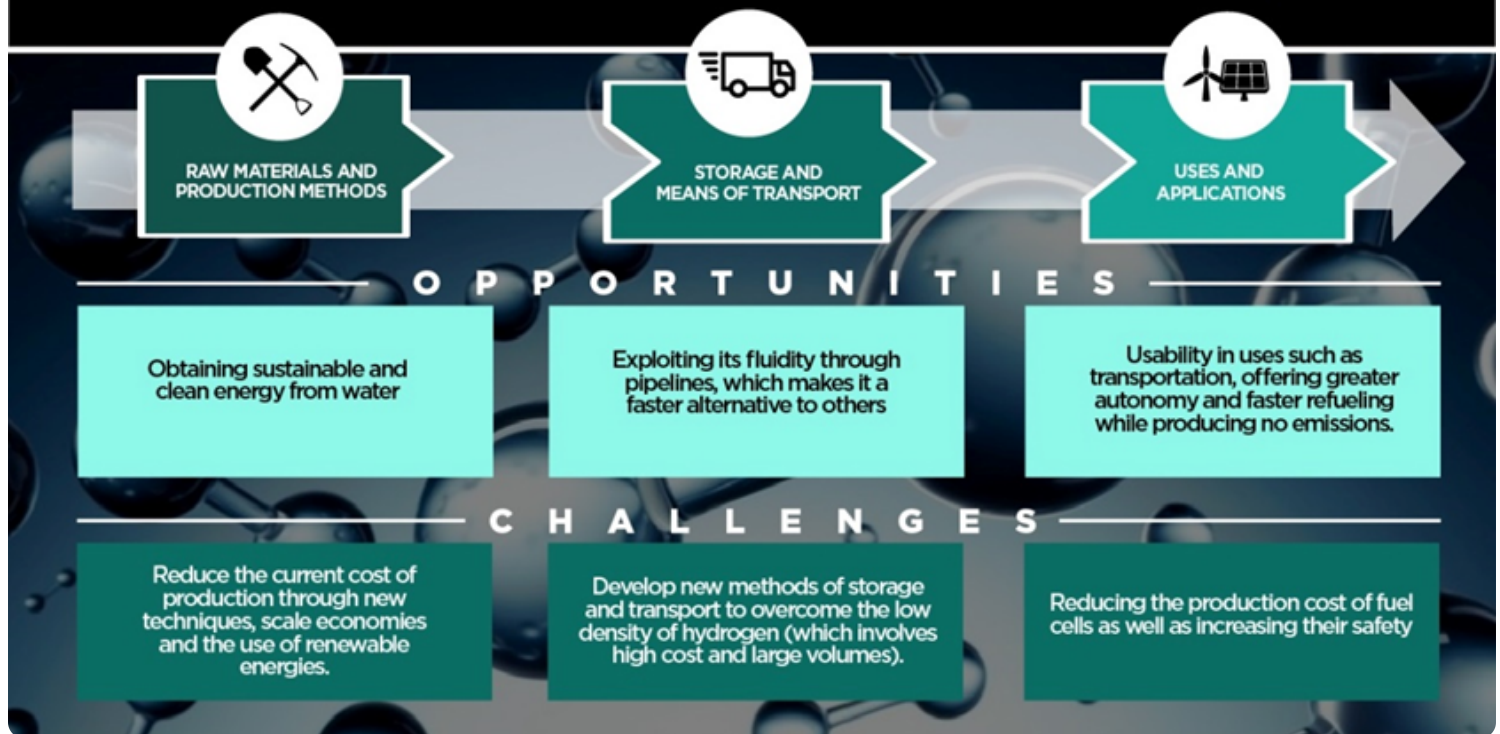 RAW MATERIALS AND
PRODUCTION METHODS
STORAGE AND
MEANS OF TRANSPORT
USES AND
APPLICATIONS
OPPORTUNITIES
Obtaining sustainable and
clean energy from water
Exploiting its fluidity through
pipelines, which makes it a
faster alternative to others
Usability in uses such as
transportation, offering greater
autonomy and faster refueling
while producing no emissions.
CHALLENGES
Reduce the current cost of
production through new
techniques, scale economies
and the use of renewable
energies.
Develop new methods of storage
and transport to overcome the low
density of hydrogen (which involves
high cost and large volumes).
Reducing the production cost of fuel
cells as well as increasing their safety